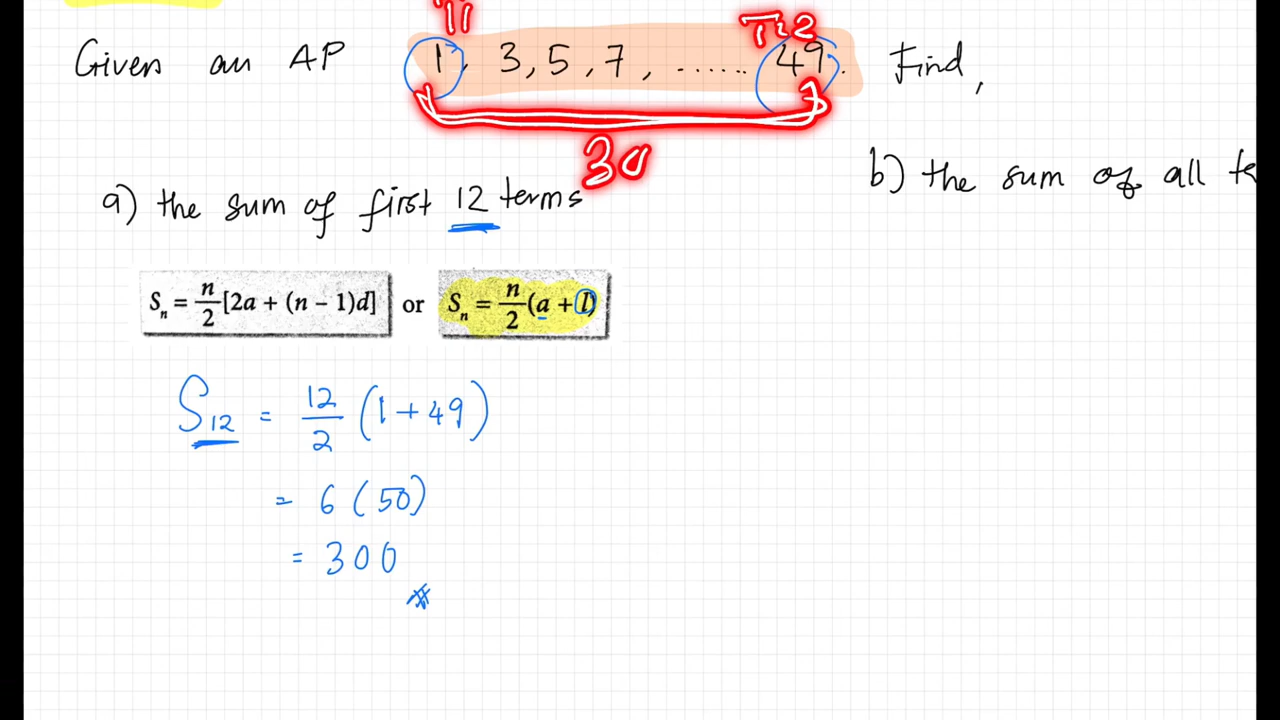 T1
T12
Given an AP 1, 3, 5, 7, ...... 49. Find,
30
b) the sum of all te
a) the sum of first 12 terms
Sn = n/2 [2a + (n − 1)d] or Sn = n/2 (a + l)
S12 = 12/2 (1 + 49)
= 6 (50)
= 300